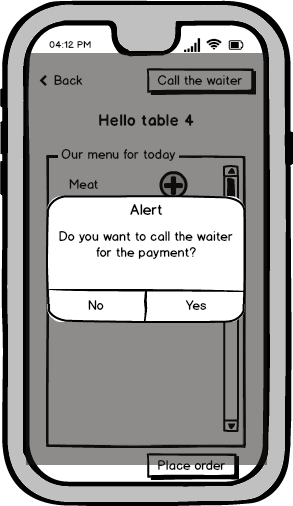 04:12 PM
Back
Call the waiter
Hello table 4
Our menu for today
Meat
Alert
Do you want to call the waiter
for the payment?
No
Yes
Place order